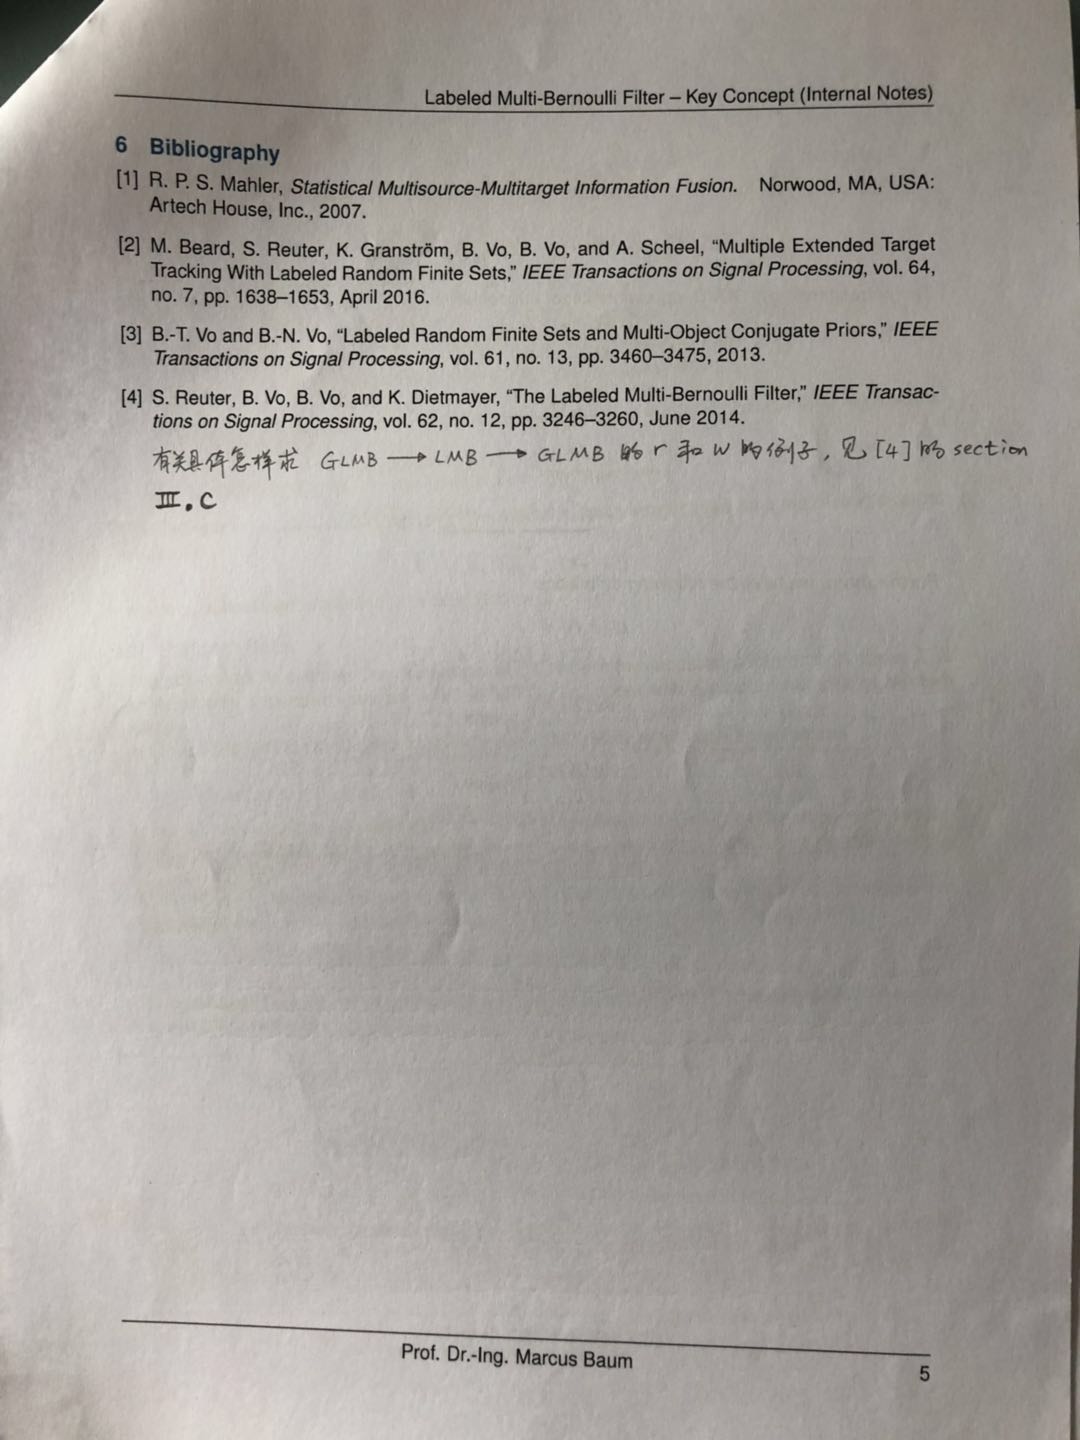 Labeled Multi-Bernoulli Filter – Key Concept (Internal Notes)
6 Bibliography
[1] R. P. S. Mahler, Statistical Multisource-Multitarget Information Fusion. Norwood, MA, USA:
Artech House, Inc., 2007.
[2] M. Beard, S. Reuter, K. Granström, B. Vo, B. Vo, and A. Scheel, “Multiple Extended Target
Tracking With Labeled Random Finite Sets,” IEEE Transactions on Signal Processing, vol. 64,
no. 7, pp. 1638–1653, April 2016.
[3] B.-T. Vo and B.-N. Vo, “Labeled Random Finite Sets and Multi-Object Conjugate Priors,” IEEE
Transactions on Signal Processing, vol. 61, no. 13, pp. 3460–3475, 2013.
[4] S. Reuter, B. Vo, B. Vo, and K. Dietmayer, “The Labeled Multi-Bernoulli Filter,” IEEE Transac-
tions on Signal Processing, vol. 62, no. 12, pp. 3246–3260, June 2014.
有关具体怎样求 GLMB → LMB → GLMB 的 r 和 w 的例子, 见 [4] 的 section
III. C
Prof. Dr.-Ing. Marcus Baum
5